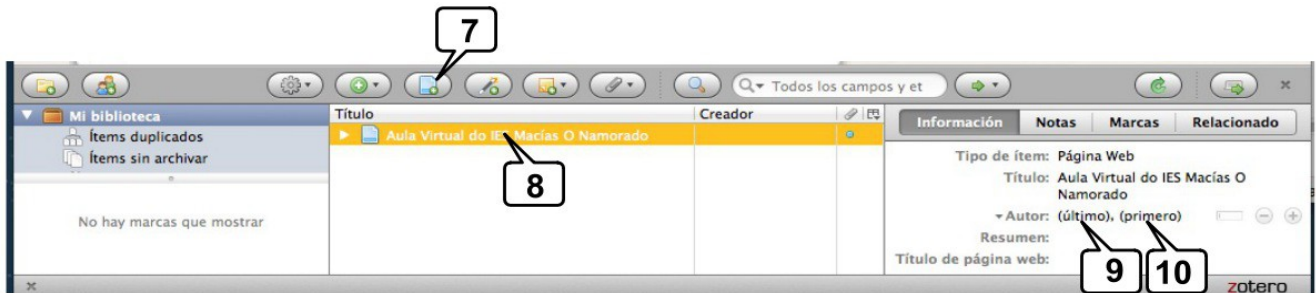 7
Todos los campos y et
Mi biblioteca
Ítems duplicados
Ítems sin archivar
No hay marcas que mostrar
Título
Creador
Aula Virtual do IES Macías O Namorado
8
Información
Notas
Marcas
Relacionado
Tipo de ítem: Página Web
Título: Aula Virtual do IES Macías O
Namorado
Autor: (último), (primero)
Resumen:
Título de página web:
9
10
zotero